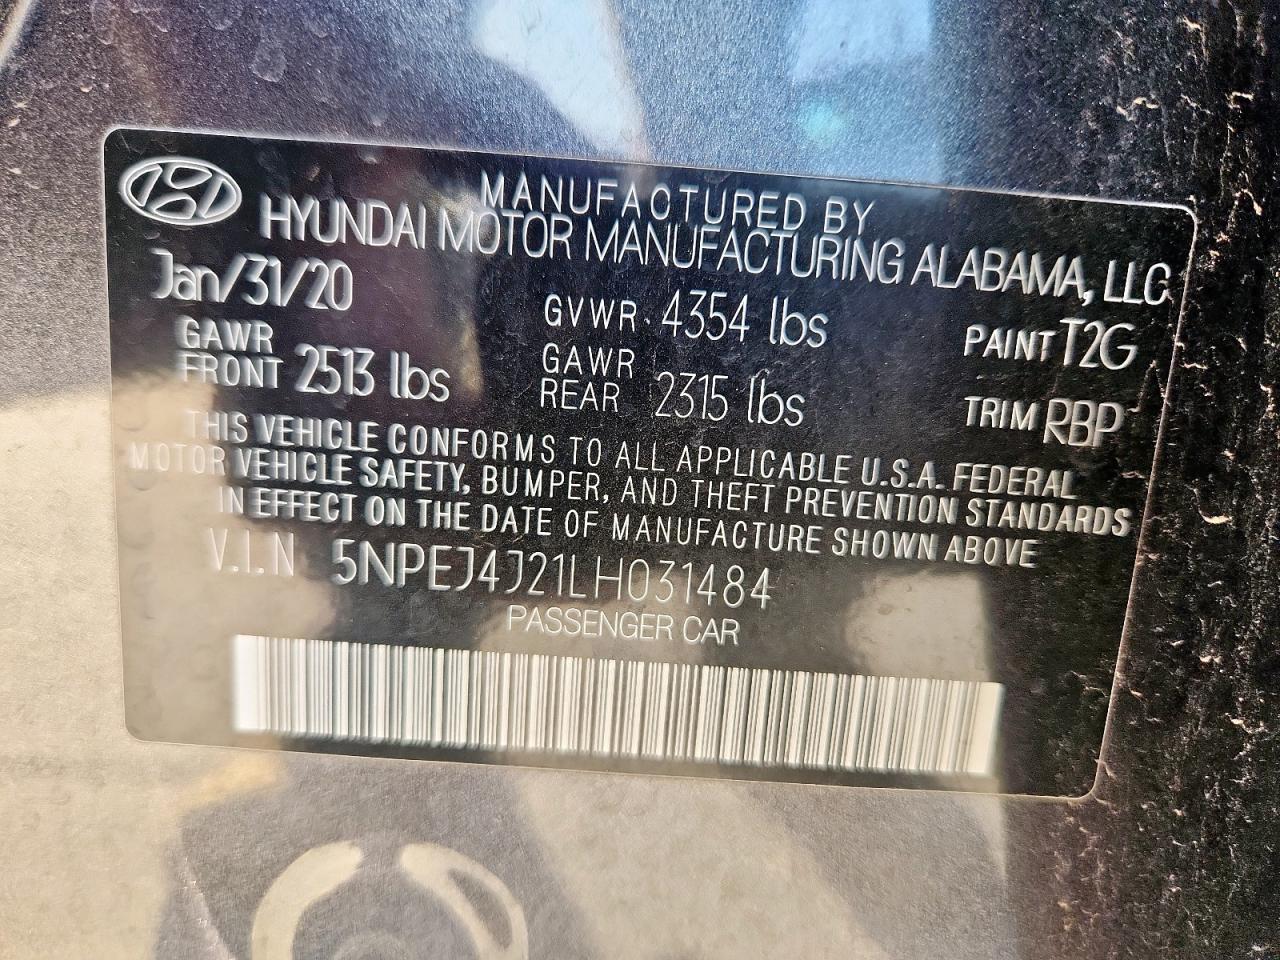 MANUFACTURED BY
HYUNDAI MOTOR MANUFACTURING ALABAMA, LLC
Jan/31/20
GVWR 4354 lbs
PAINT T2G
GAWR FRONT 2513 lbs
GAWR REAR 2315 lbs
TRIM RBP
THIS VEHICLE CONFORMS TO ALL APPLICABLE U.S.A. FEDERAL
MOTOR VEHICLE SAFETY, BUMPER, AND THEFT PREVENTION STANDARDS
IN EFFECT ON THE DATE OF MANUFACTURE SHOWN ABOVE
V.I.N 5NPEJ4J21LH031484
PASSENGER CAR